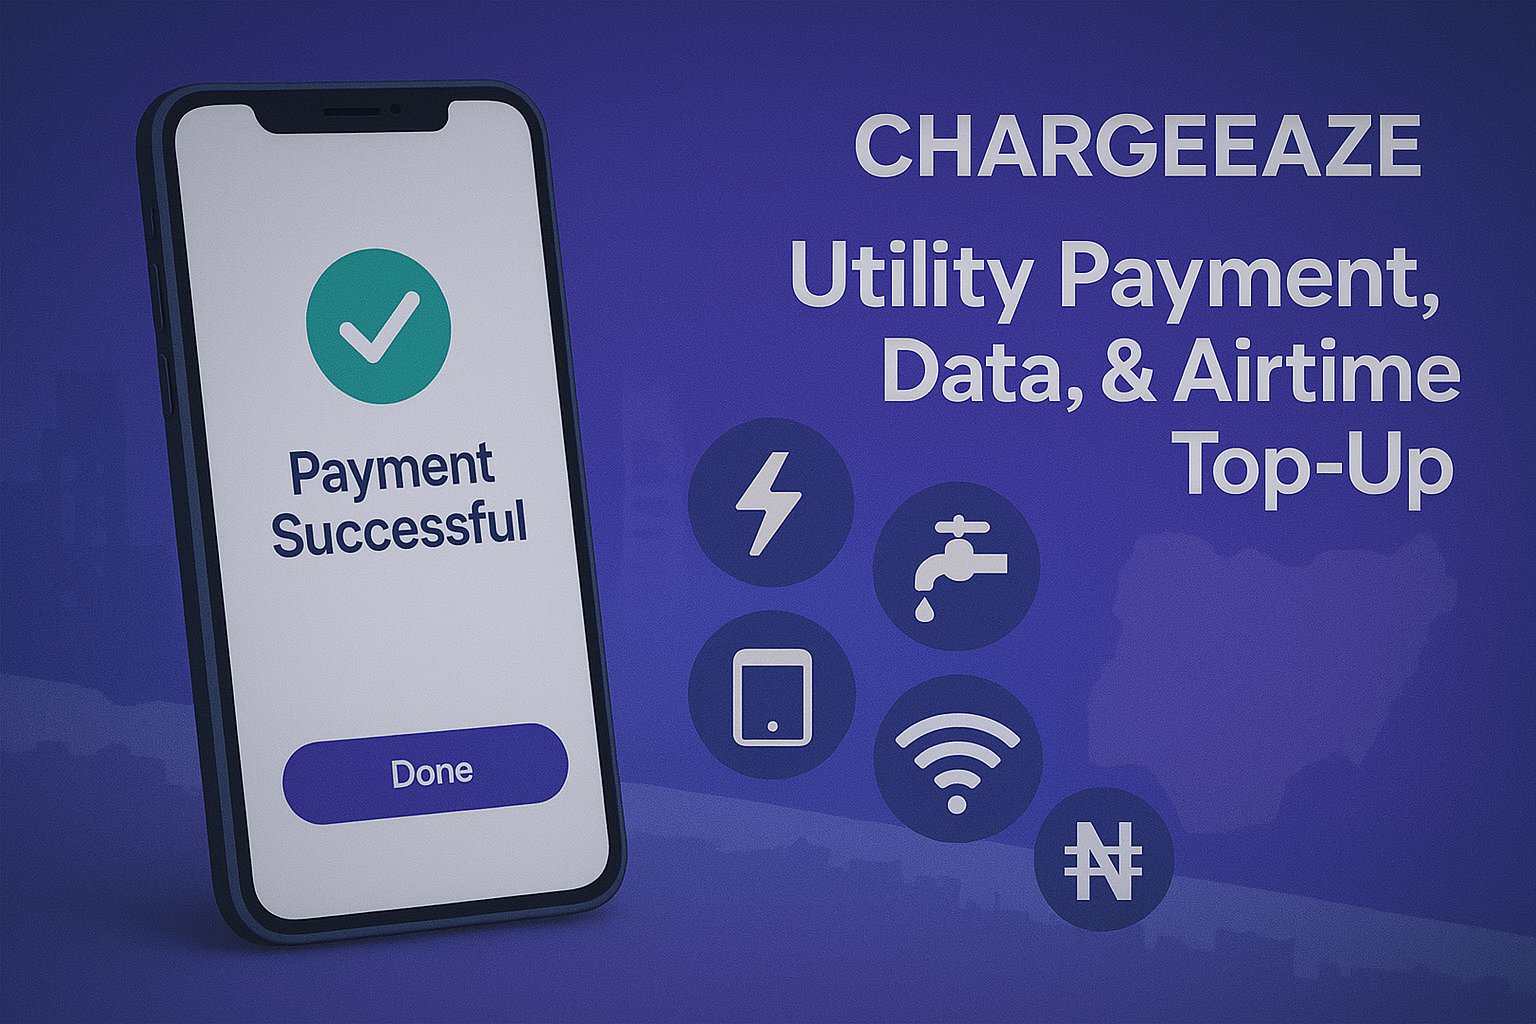 CHARGEEAZE
Utility Payment,
Data, & Airtime
Top-Up
Payment
Successful
Done
₦